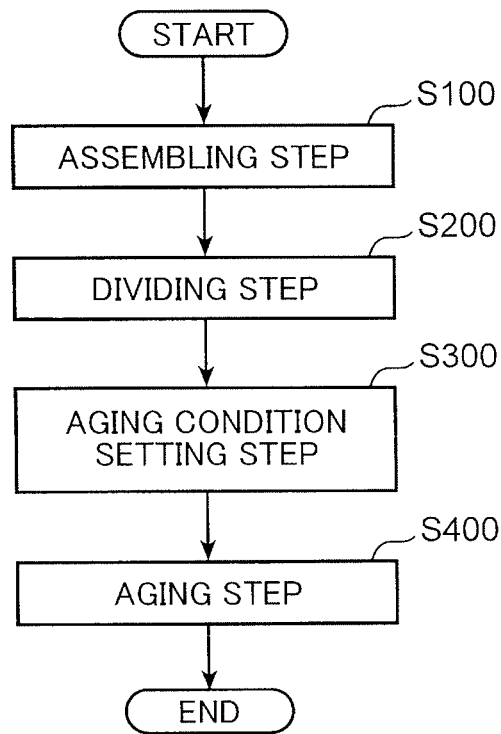 START
S100
ASSEMBLING STEP
S200
DIVIDING STEP
S300
AGING CONDITION
SETTING STEP
S400
AGING STEP
END